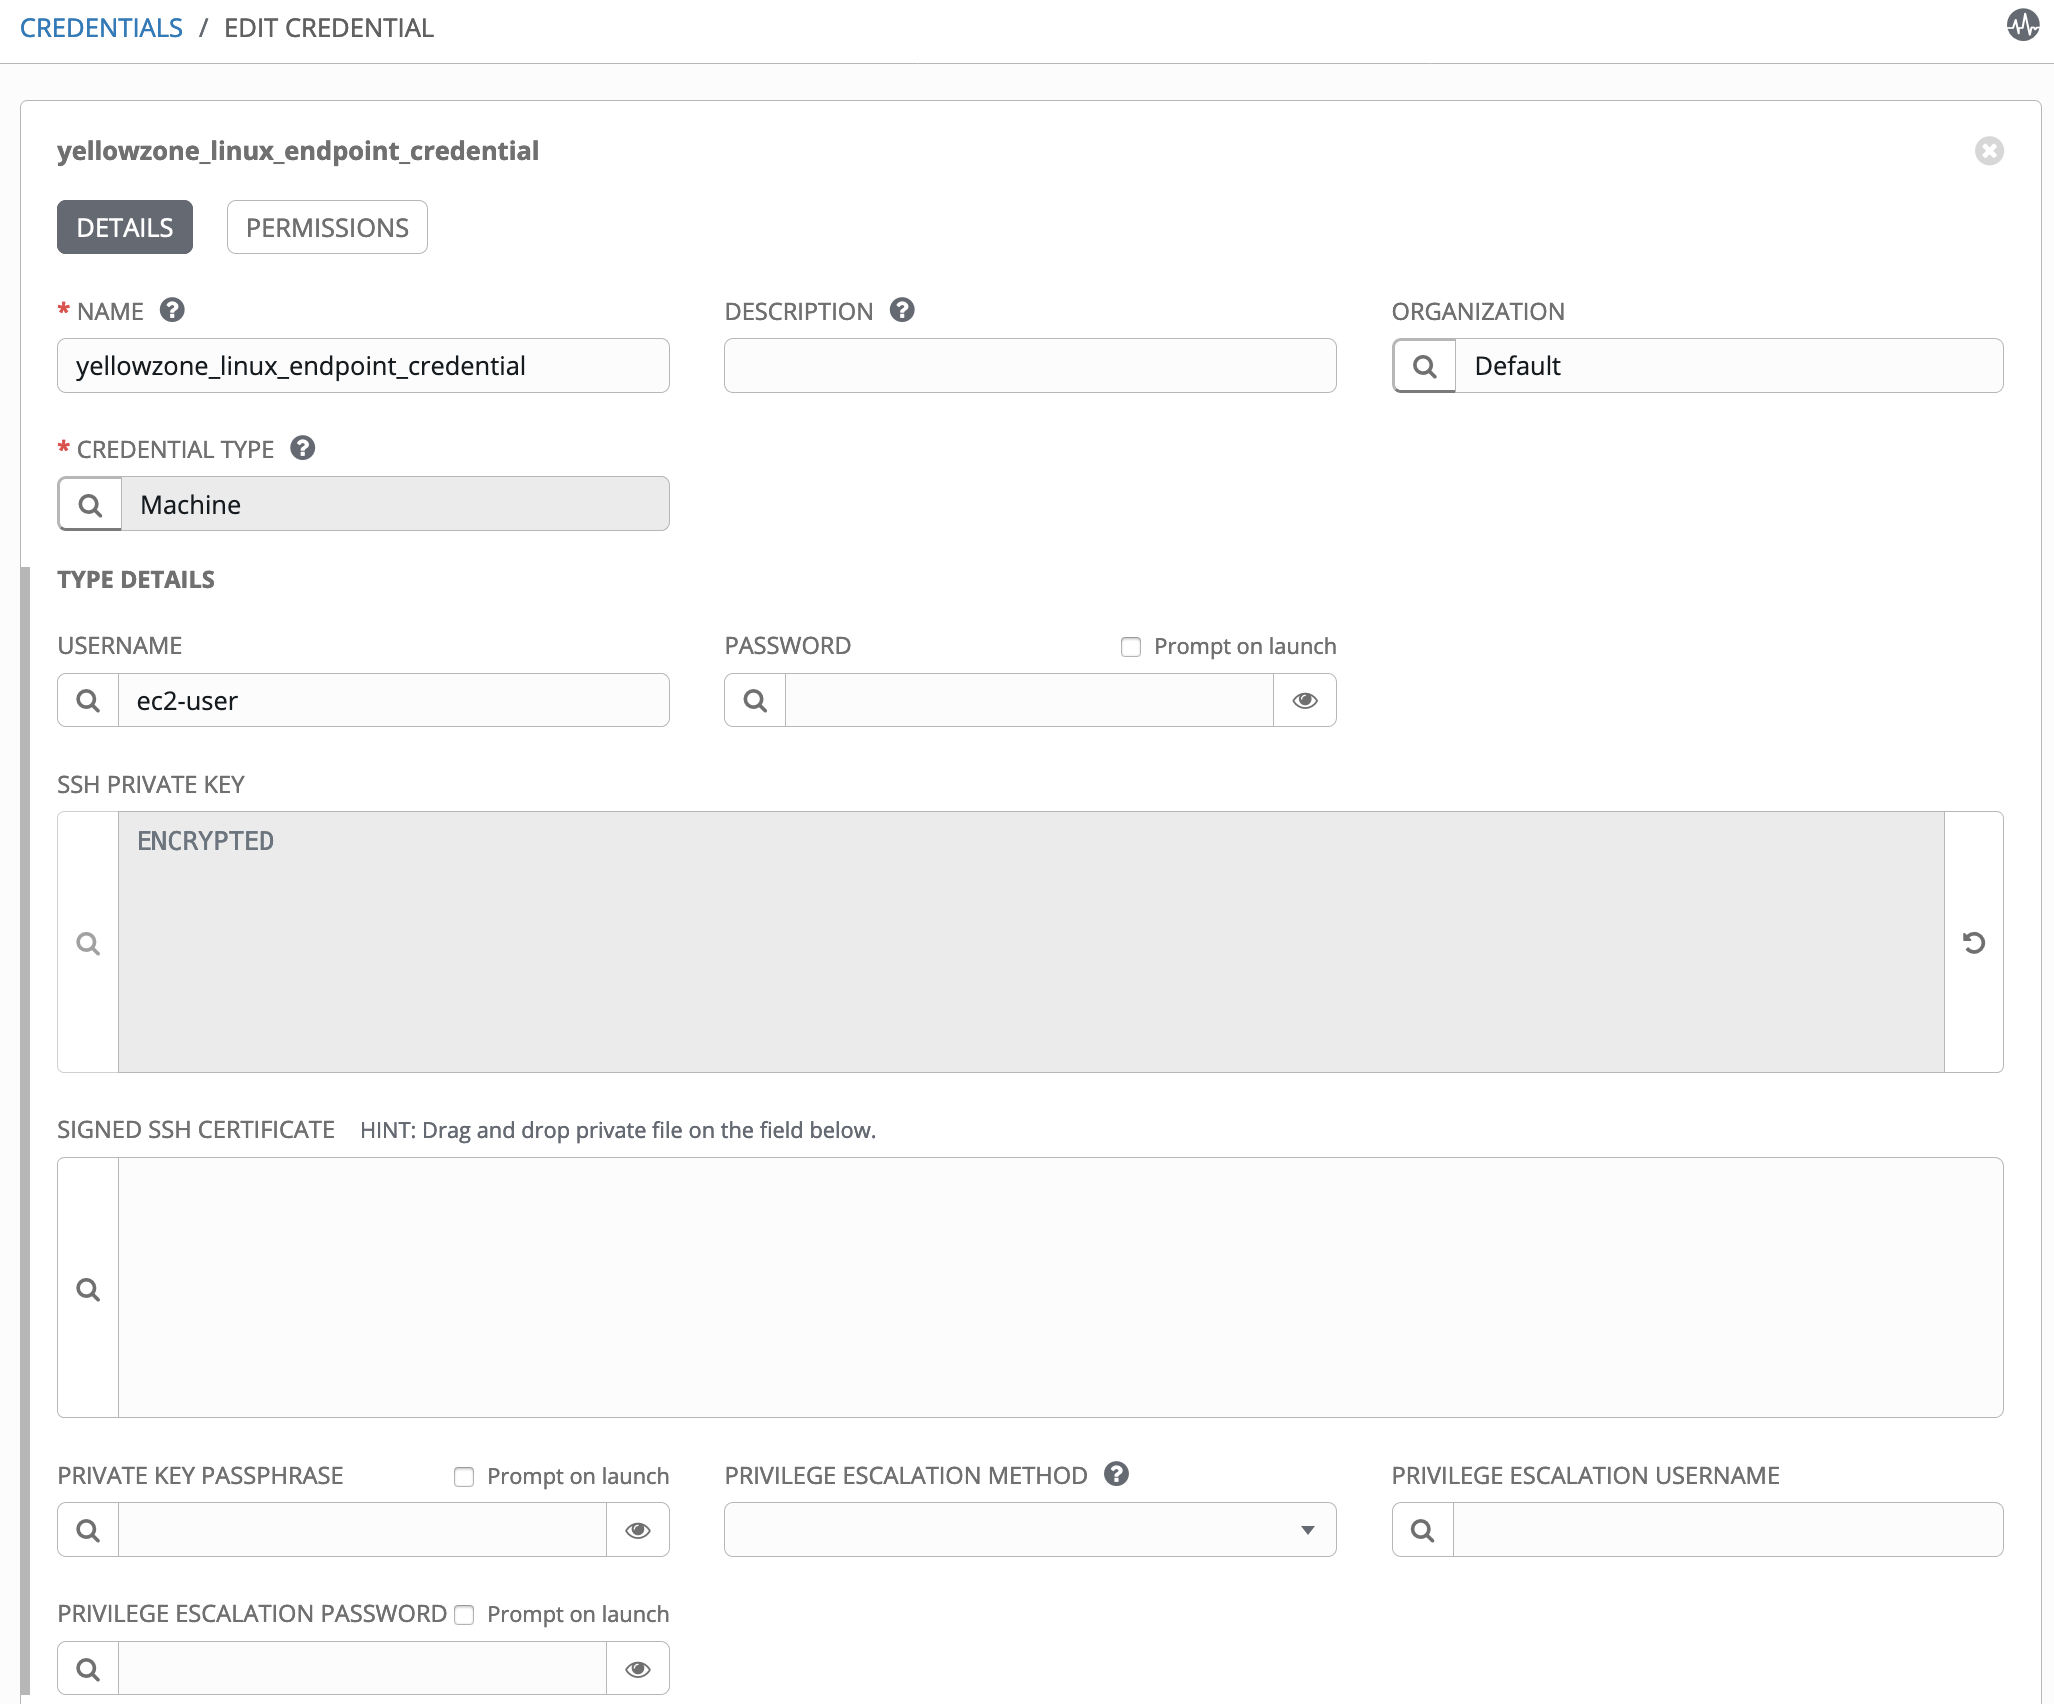 CREDENTIALS / EDIT CREDENTIAL
yellowzone_linux_endpoint_credential
DETAILS PERMISSIONS
* NAME ? DESCRIPTION ? ORGANIZATION
yellowzone_linux_endpoint_credential Default
* CREDENTIAL TYPE ?
Machine
TYPE DETAILS
USERNAME PASSWORD Prompt on launch
ec2-user
SSH PRIVATE KEY
ENCRYPTED
SIGNED SSH CERTIFICATE HINT: Drag and drop private file on the field below.
PRIVATE KEY PASSPHRASE Prompt on launch PRIVILEGE ESCALATION METHOD ? PRIVILEGE ESCALATION USERNAME
PRIVILEGE ESCALATION PASSWORD Prompt on launch